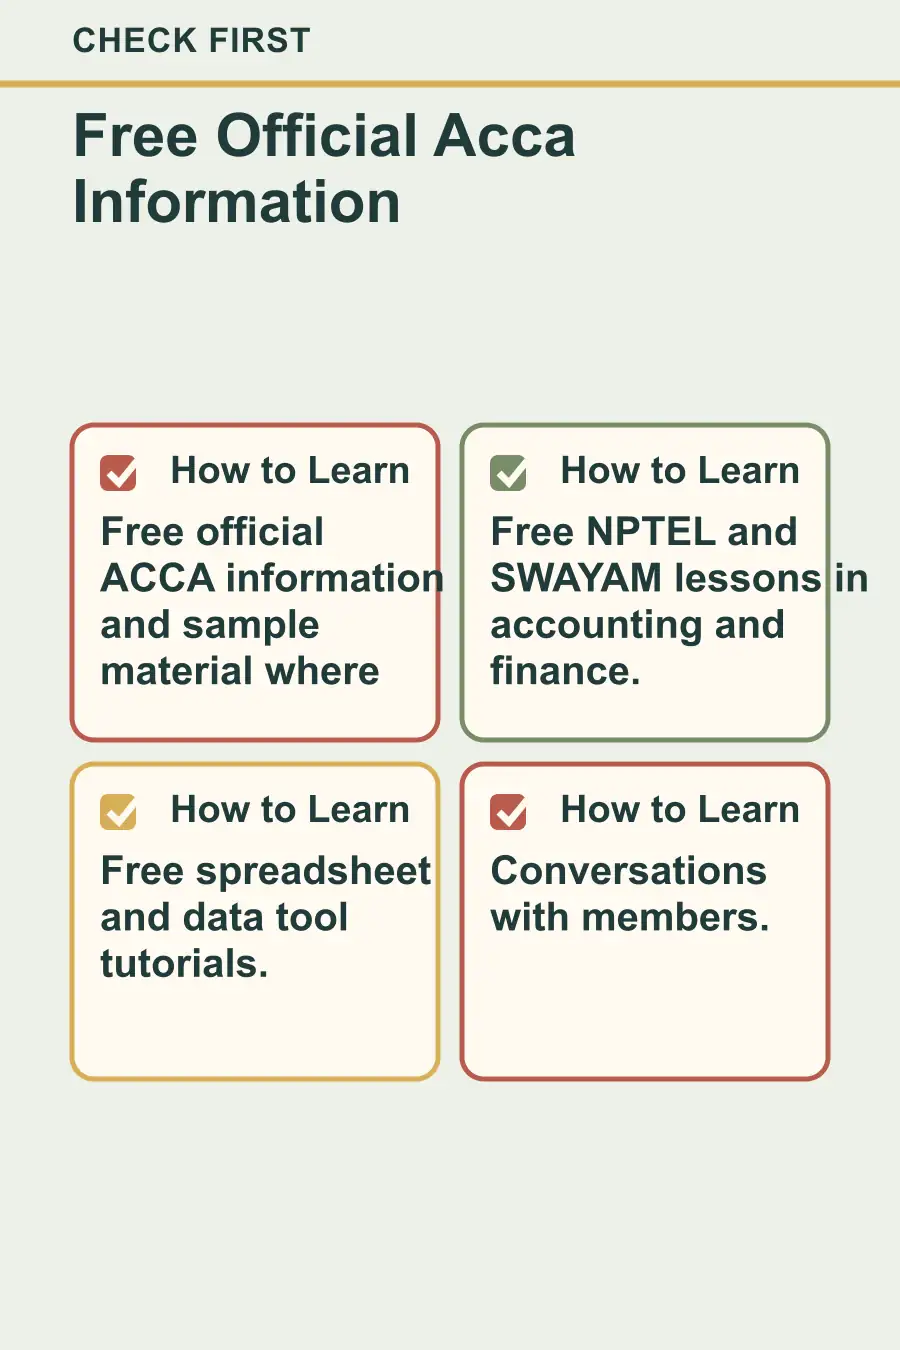 CHECK FIRST
Free Official Acca
Information
How to Learn
Free official
ACCA information
and sample
material where
How to Learn
Free NPTEL and
SWAYAM lessons in
accounting and
finance.
How to Learn
Free spreadsheet
and data tool
tutorials.
How to Learn
Conversations
with members.